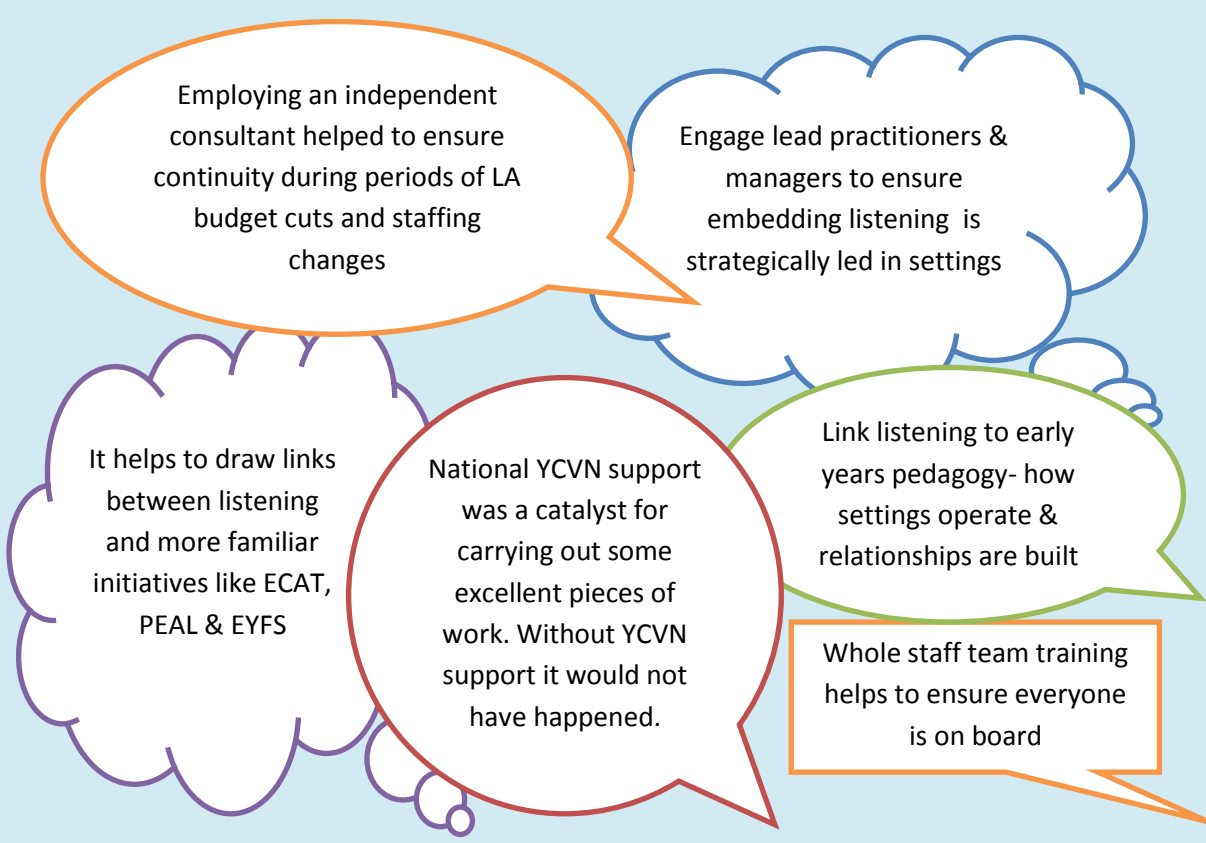 Employing an independent
consultant helped to ensure
continuity during periods of LA
budget cuts and staffing
changes
Engage lead practitioners &
managers to ensure
embedding listening  is
strategically led in settings
It helps to draw links
between listening
and more familiar
initiatives like ECAT,
PEAL & EYFS
National YCVN support
was a catalyst for
carrying out some
excellent pieces of
work. Without YCVN
support it would not
have happened.
Link listening to early
years pedagogy- how
settings operate &
relationships are built
Whole staff team training
helps to ensure everyone
is on board